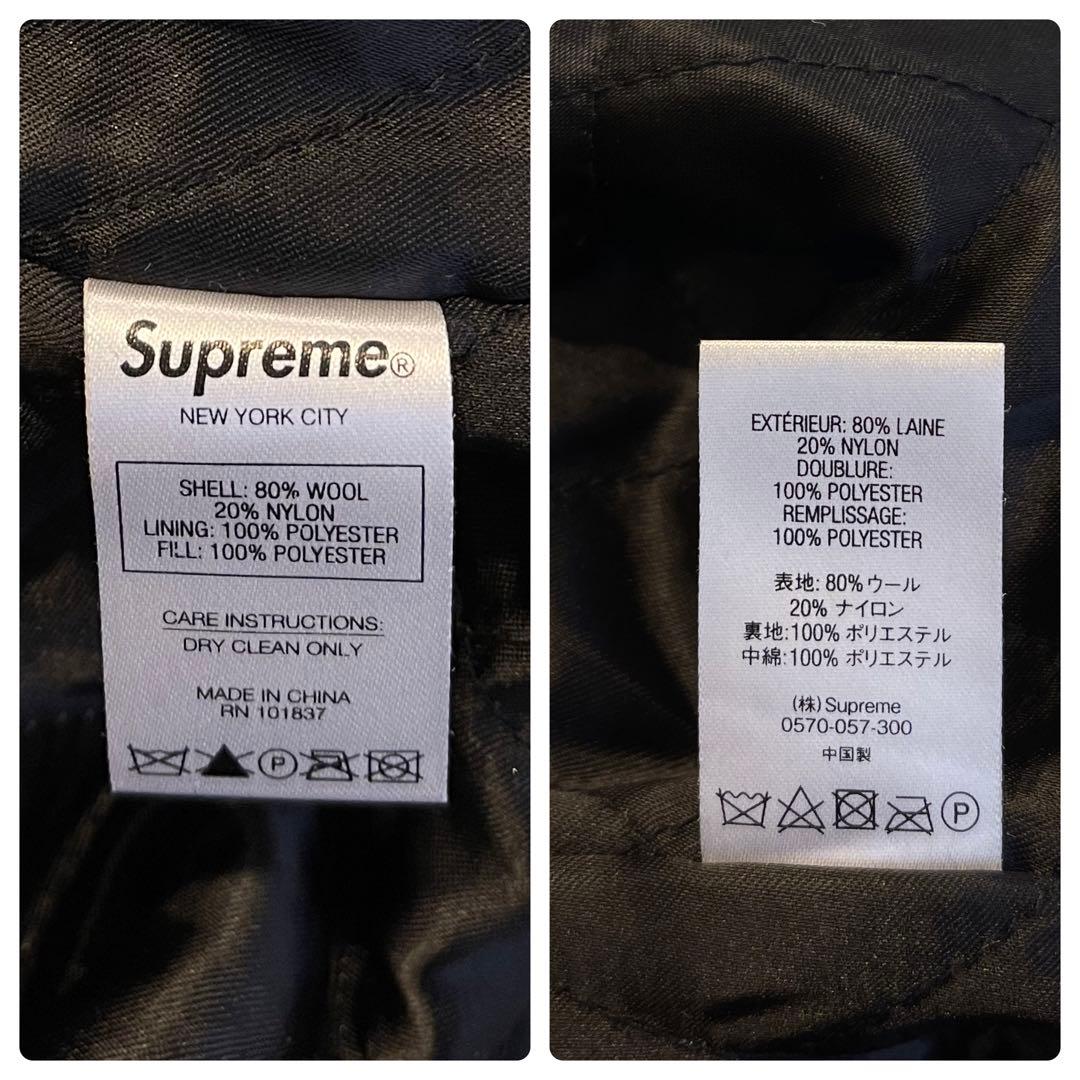 Supreme®
NEW YORK CITY
SHELL: 80% WOOL
20% NYLON
LINING: 100% POLYESTER
FILL: 100% POLYESTER
CARE INSTRUCTIONS:
DRY CLEAN ONLY
MADE IN CHINA
RN 101837
P
EXTÉRIEUR: 80% LAINE
20% NYLON
DOUBLURE:
100% POLYESTER
REMPLISSAGE:
100% POLYESTER
表地: 80% ウール
20% ナイロン
裏地:100% ポリエステル
中綿:100% ポリエステル
(株) Supreme
0570-057-300
中国製
P